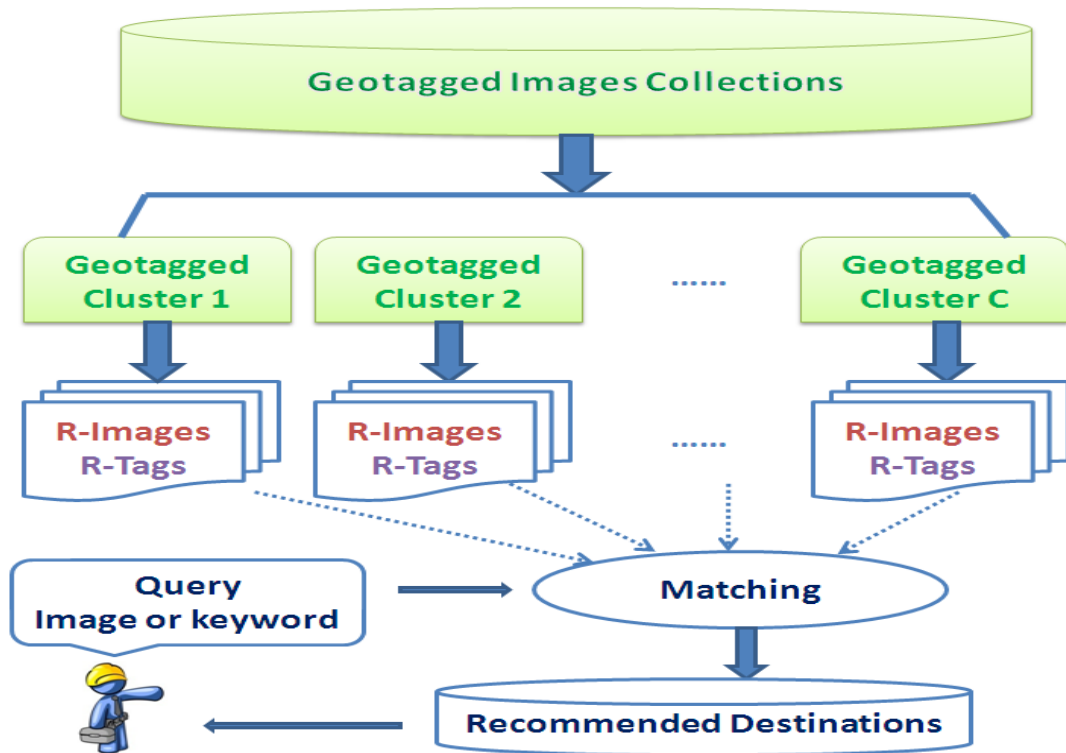 Geotagged Images Collections
Geotagged
Cluster 1
Geotagged
Cluster 2
......
Geotagged
Cluster C
R-Images
R-Tags
R-Images
R-Tags
......
R-Images
R-Tags
Query
Image or keyword
Matching
Recommended Destinations